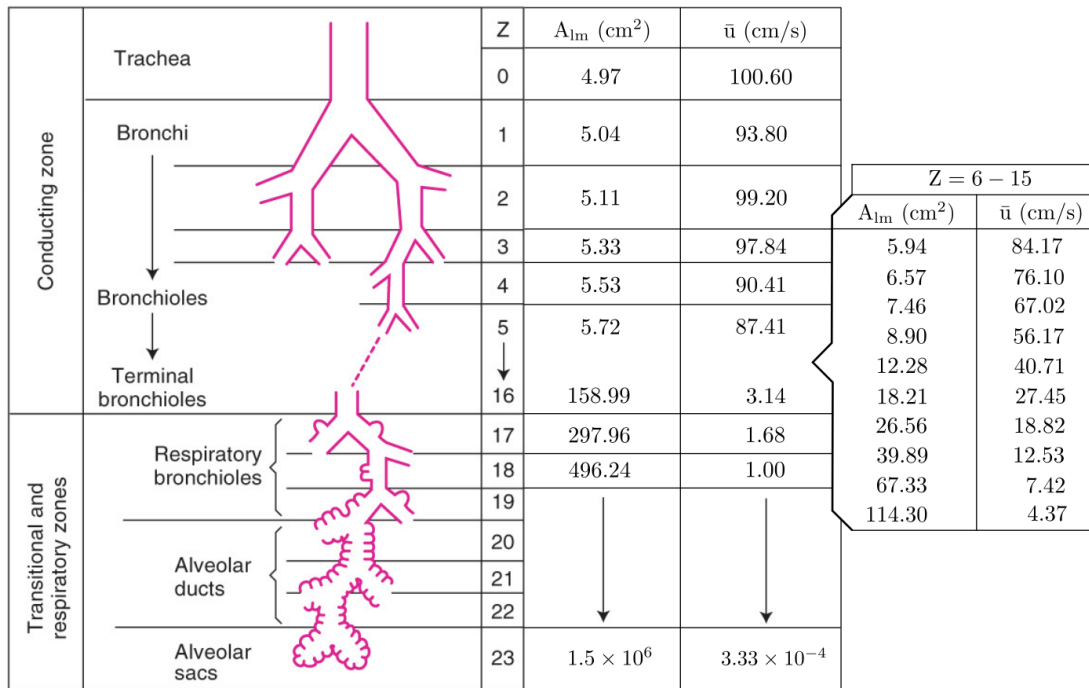 Z A_lm (cm²) ū (cm/s)
Conducting zone
Trachea
0 4.97 100.60
Bronchi
1 5.04 93.80
2 5.11 99.20
3 5.33 97.84
4 5.53 90.41
Bronchioles
5 5.72 87.41
Terminal
bronchioles
16 158.99 3.14
Transitional and
respiratory zones
Respiratory
bronchioles
17 297.96 1.68
18 496.24 1.00
19
Alveolar
ducts
20
21
22
Alveolar
sacs
23 1.5 × 10⁶ 3.33 × 10⁻⁴
Z = 6 − 15
A_lm (cm²) ū (cm/s)
5.94 84.17
6.57 76.10
7.46 67.02
8.90 56.17
12.28 40.71
18.21 27.45
26.56 18.82
39.89 12.53
67.33 7.42
114.30 4.37